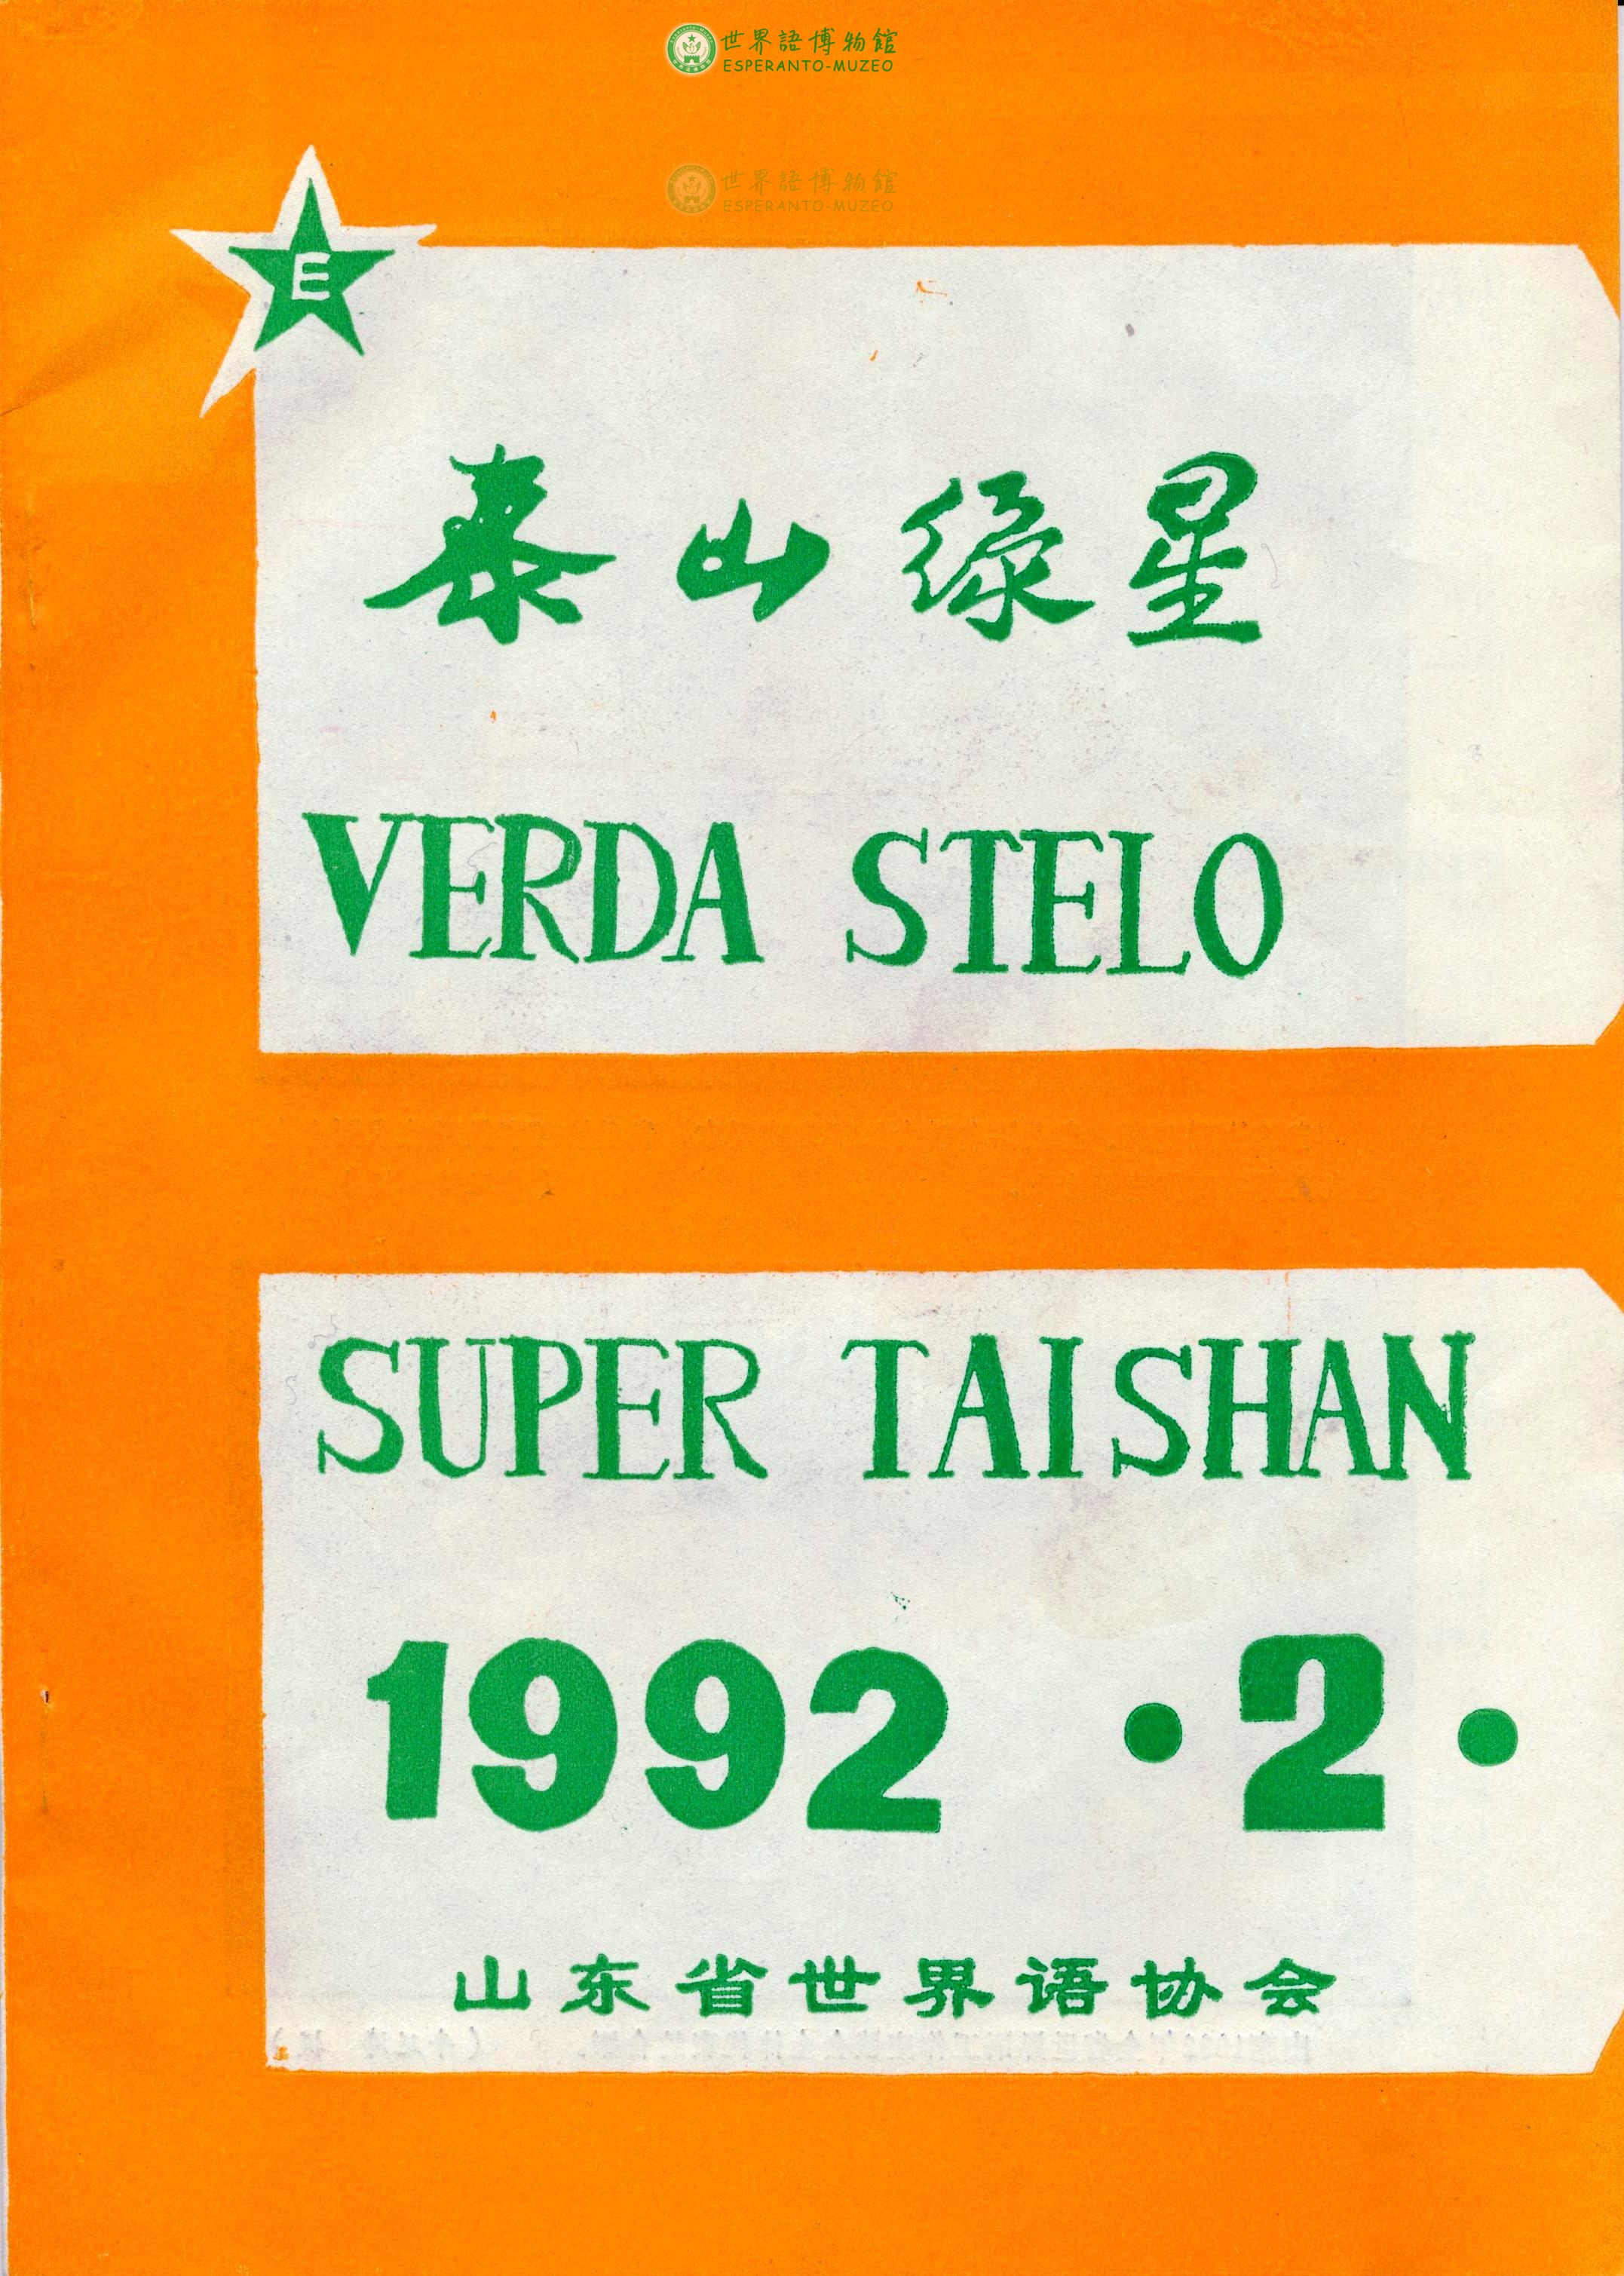 世界語博物館
ESPERANTO-MUZEO
世界語博物館
ESPERANTO-MUZEO
E
泰山绿星
VERDA STELO
SUPER TAISHAN
1992 ·2·
山东省世界语协会